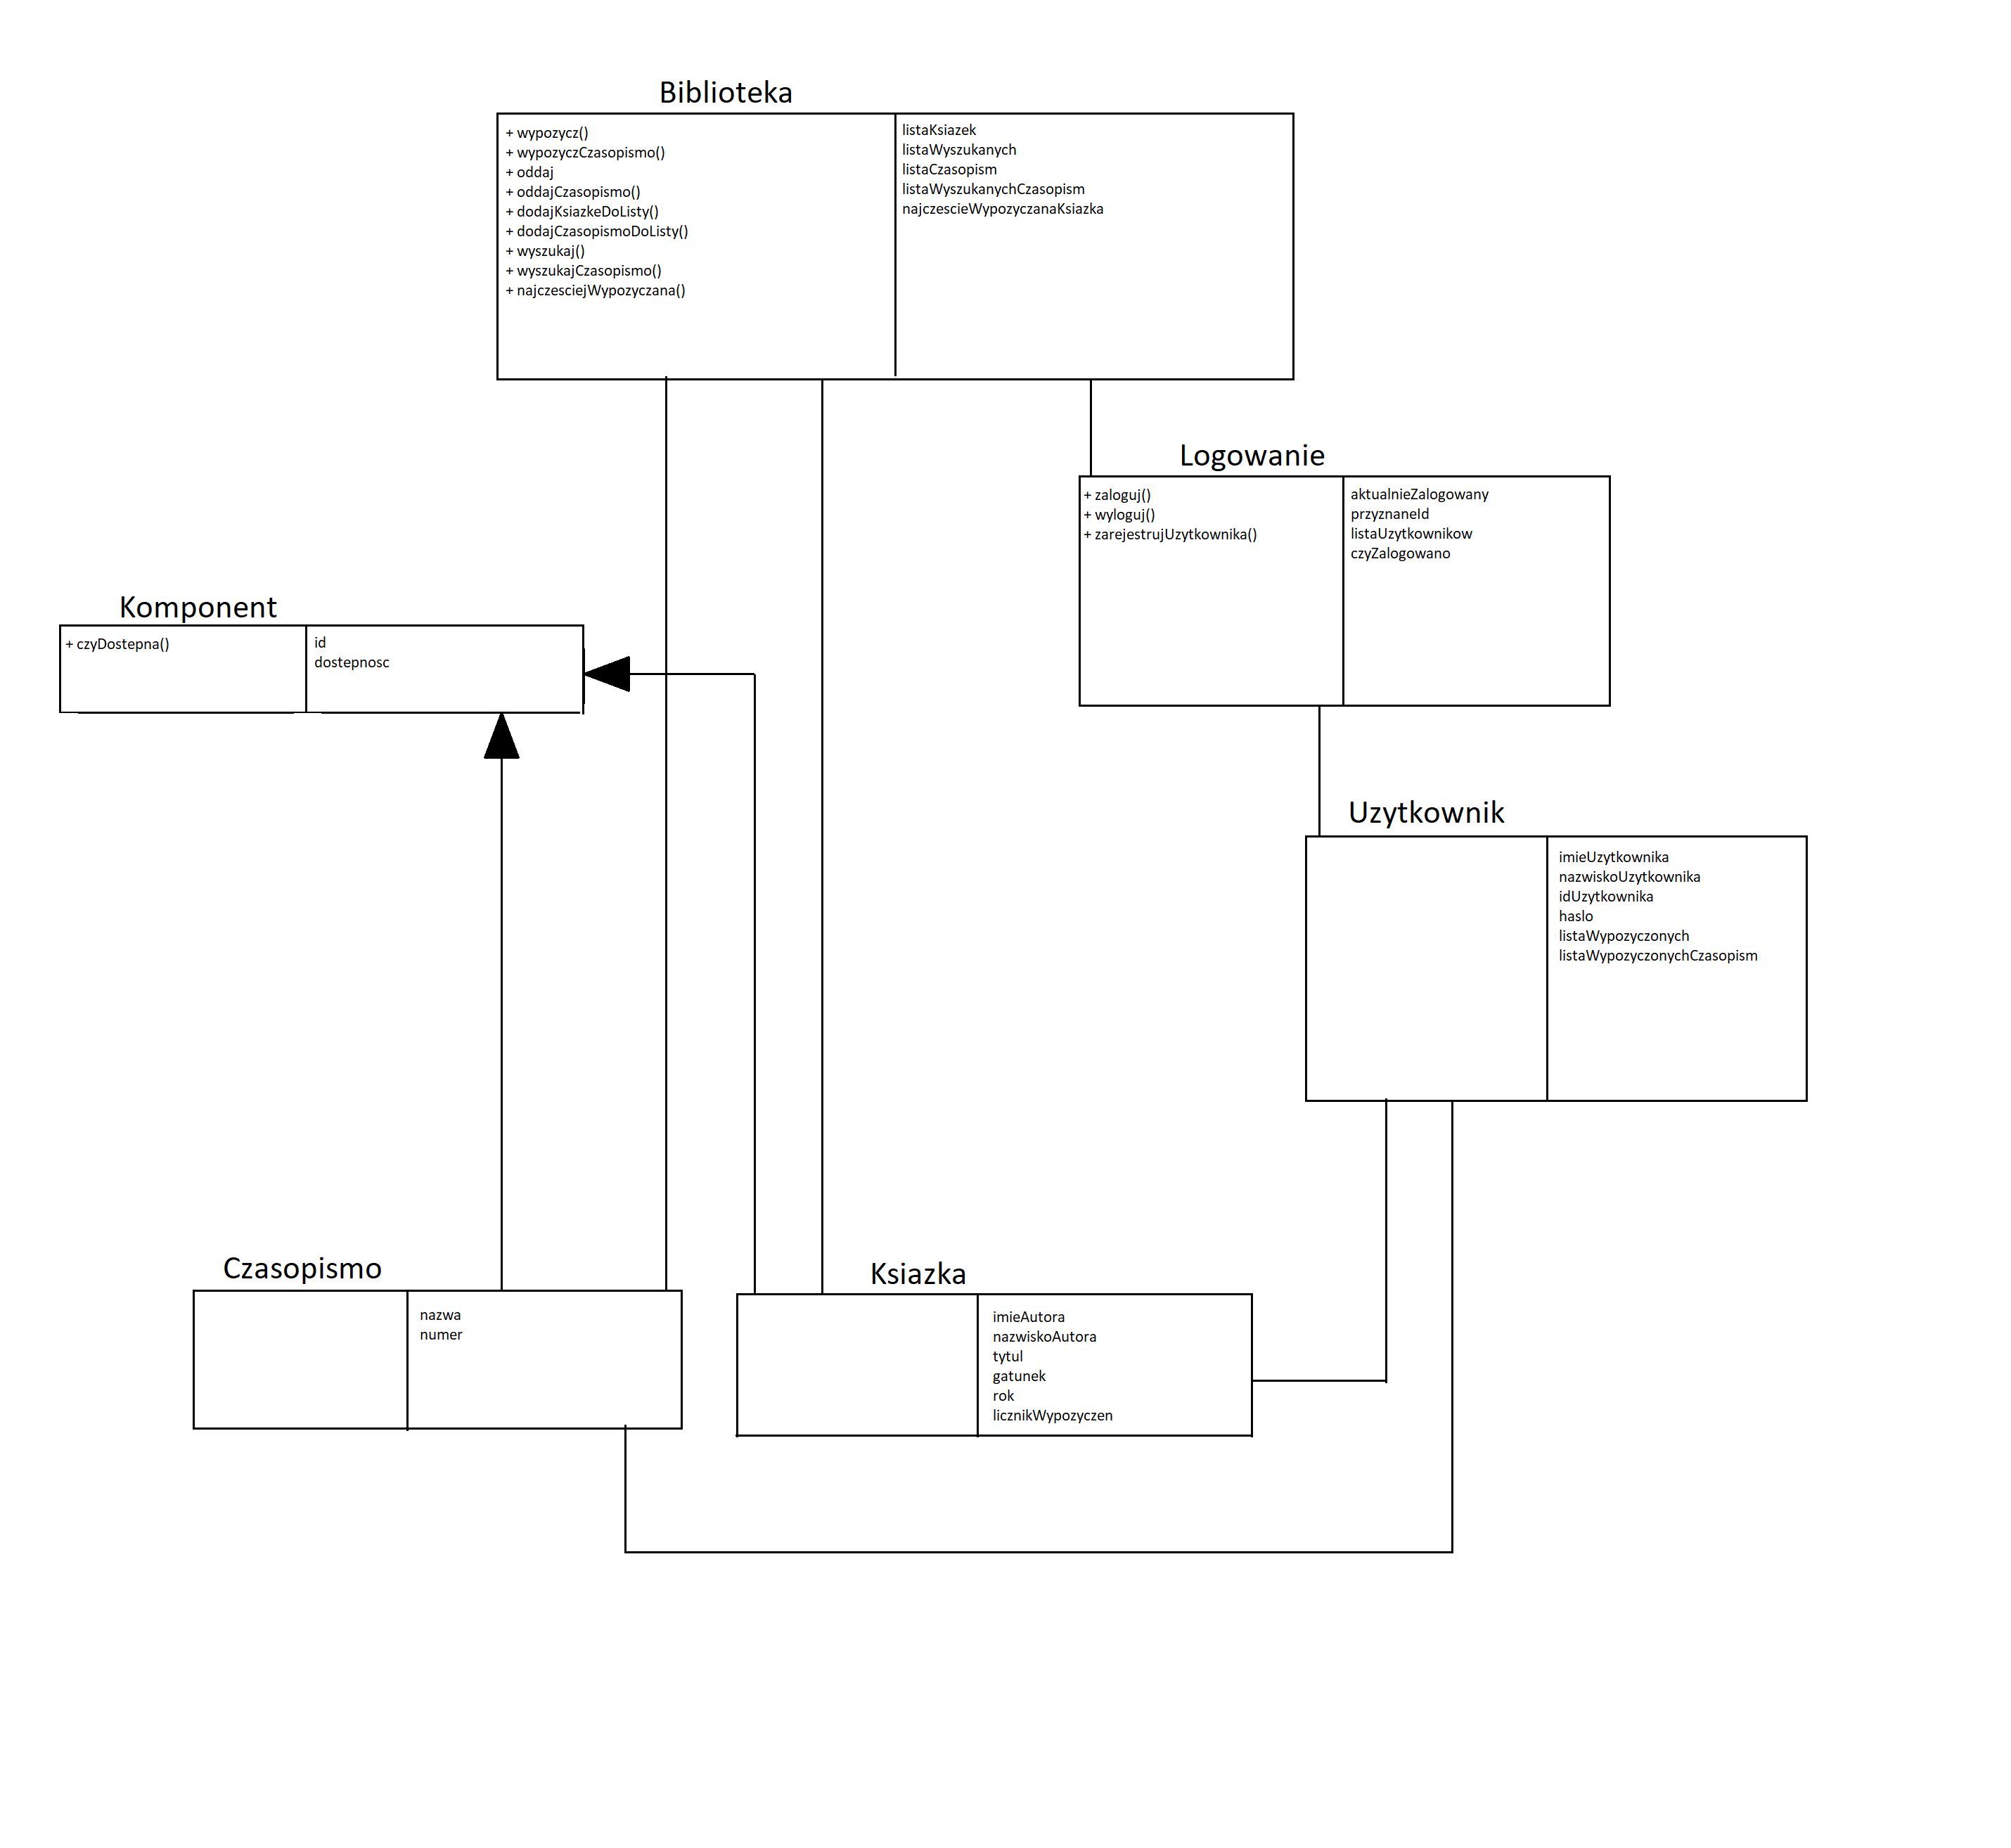 Biblioteka
+ wypozycz()
+ wypozyczCzasopismo()
+ oddaj
+ oddajCzasopismo()
+ dodajKsiazkeDoListy()
+ dodajCzasopismoDoListy()
+ wyszukaj()
+ wyszukajCzasopismo()
+ najczesciejWypozyczana()
listaKsiazek
listaWyszukanych
listaCzasopism
listaWyszukanychCzasopism
najczescieWypozyczanaKsiazka
Logowanie
+ zaloguj()
+ wyloguj()
+ zarejestrujUzytkownika()
aktualnieZalogowany
przyznaneId
listaUzytkownikow
czyZalogowano
Komponent
+ czyDostepna()
id
dostepnosc
Uzytkownik
imieUzytkownika
nazwiskoUzytkownika
idUzytkownika
haslo
listaWypozyczonych
listaWypozyczonychCzasopism
Czasopismo
nazwa
numer
Ksiazka
imieAutora
nazwiskoAutora
tytul
gatunek
rok
licznikWypozyczen